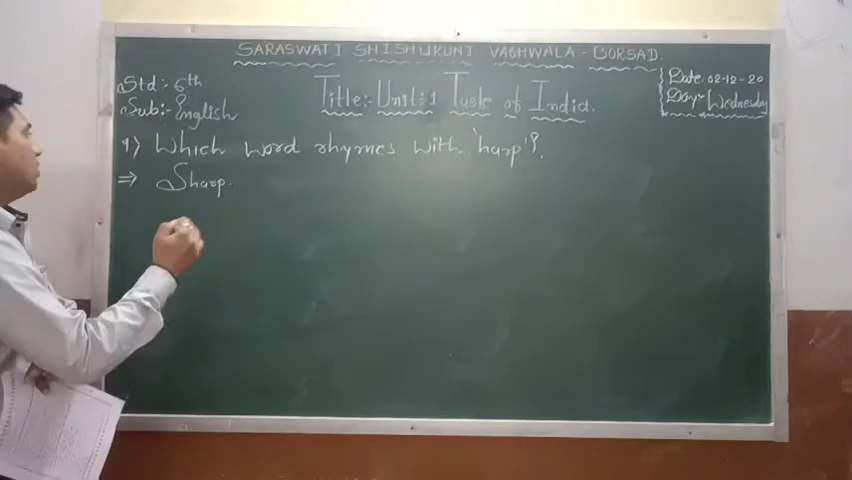 SARASWATI SHISHUKUNJ VAGHWALA - BORSAD.
Std:- 6th
Sub:- English
Title:- Unit:1 Taste of India.
Date: 02-12-20
Day:- Wednesday
1) Which word rhymes with 'harp'?
⇒ Sharp.